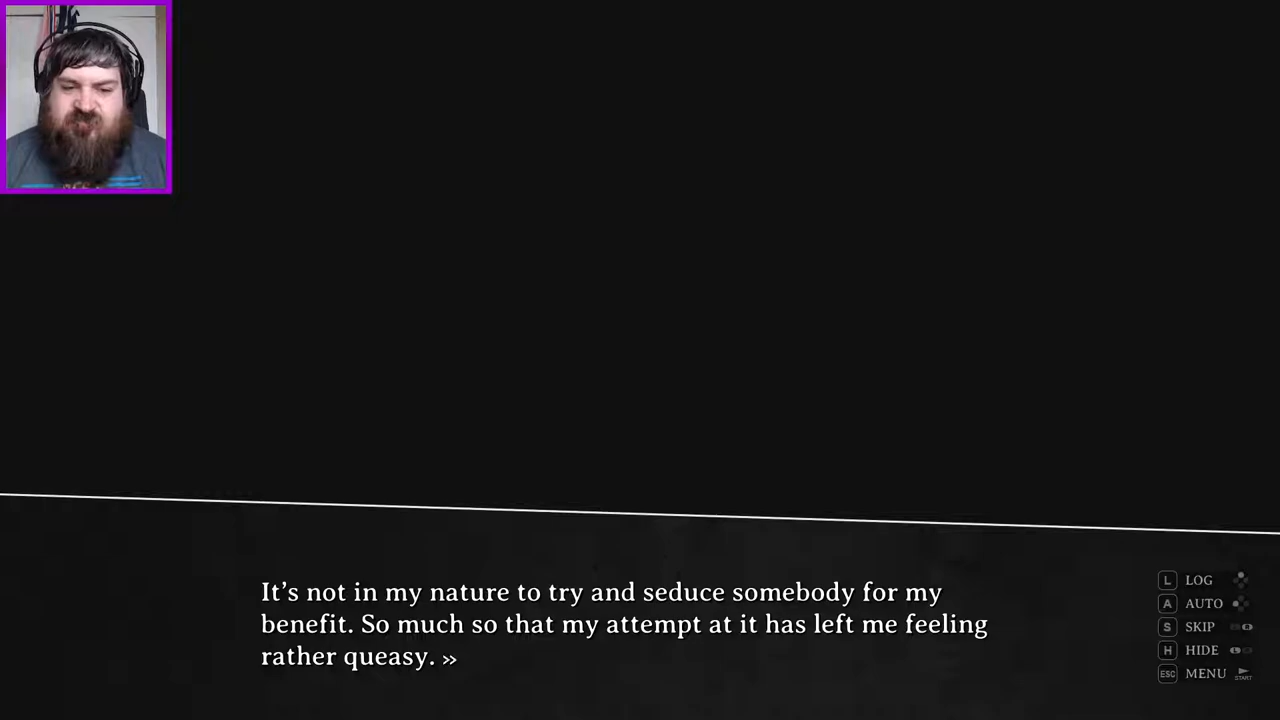 It's not in my nature to try and seduce somebody for my
benefit. So much so that my attempt at it has left me feeling
rather queasy. »
L LOG
A AUTO
S SKIP
H HIDE
ESC MENU
START